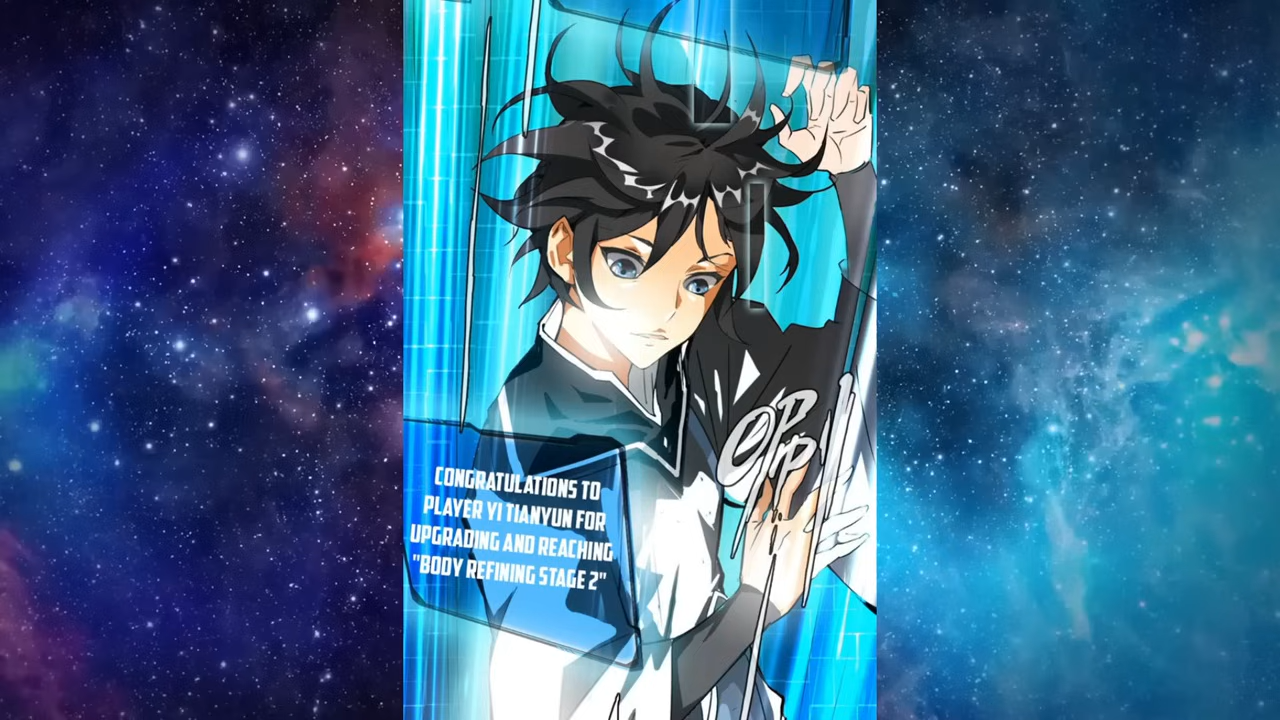 CONGRATULATIONS TO
PLAYER YI TIANYUN FOR
UPGRADING AND REACHING
"BODY REFINING STAGE 2"